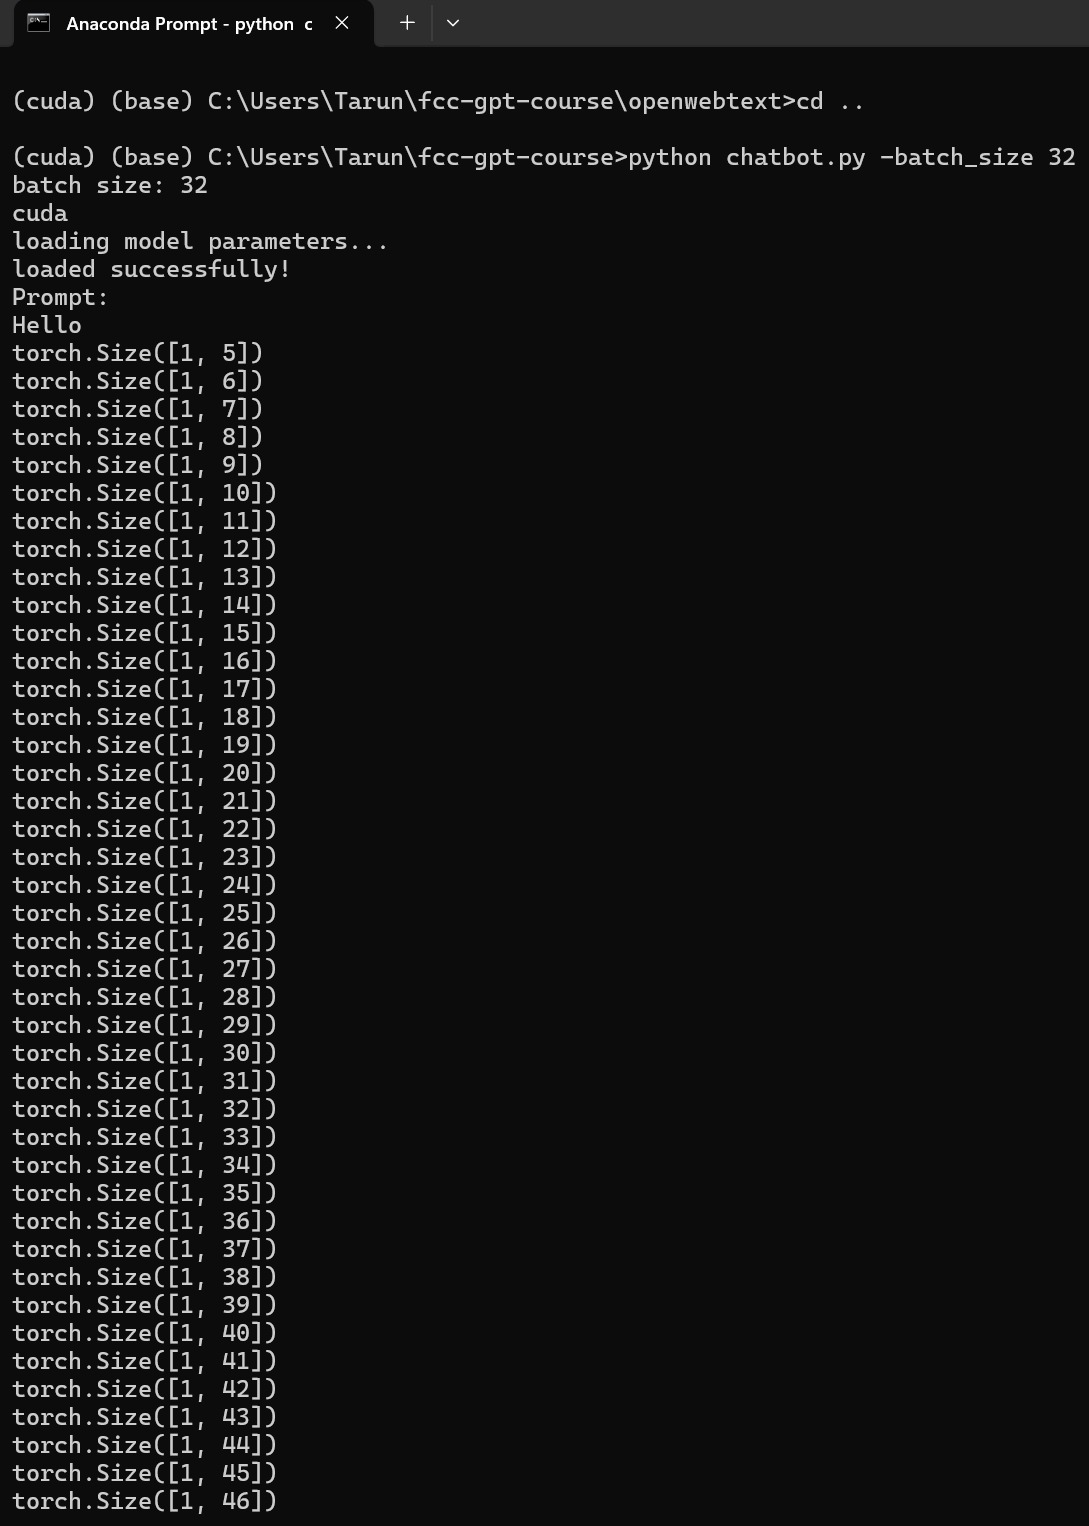 Anaconda Prompt - python  c
(cuda) (base) C:\Users\Tarun\fcc-gpt-course\openwebtext>cd ..
(cuda) (base) C:\Users\Tarun\fcc-gpt-course>python chatbot.py -batch_size 32
batch size: 32
cuda
loading model parameters...
loaded successfully!
Prompt:
Hello
torch.Size([1, 5])
torch.Size([1, 6])
torch.Size([1, 7])
torch.Size([1, 8])
torch.Size([1, 9])
torch.Size([1, 10])
torch.Size([1, 11])
torch.Size([1, 12])
torch.Size([1, 13])
torch.Size([1, 14])
torch.Size([1, 15])
torch.Size([1, 16])
torch.Size([1, 17])
torch.Size([1, 18])
torch.Size([1, 19])
torch.Size([1, 20])
torch.Size([1, 21])
torch.Size([1, 22])
torch.Size([1, 23])
torch.Size([1, 24])
torch.Size([1, 25])
torch.Size([1, 26])
torch.Size([1, 27])
torch.Size([1, 28])
torch.Size([1, 29])
torch.Size([1, 30])
torch.Size([1, 31])
torch.Size([1, 32])
torch.Size([1, 33])
torch.Size([1, 34])
torch.Size([1, 35])
torch.Size([1, 36])
torch.Size([1, 37])
torch.Size([1, 38])
torch.Size([1, 39])
torch.Size([1, 40])
torch.Size([1, 41])
torch.Size([1, 42])
torch.Size([1, 43])
torch.Size([1, 44])
torch.Size([1, 45])
torch.Size([1, 46])